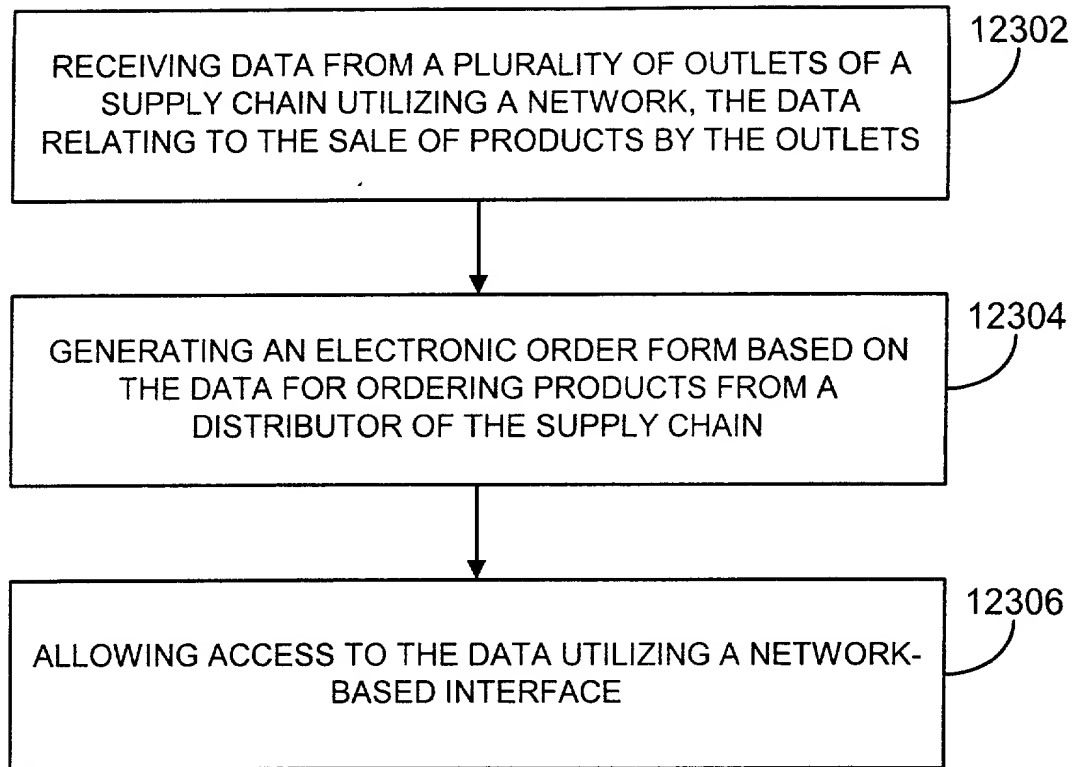 12302
RECEIVING DATA FROM A PLURALITY OF OUTLETS OF A
SUPPLY CHAIN UTILIZING A NETWORK, THE DATA
RELATING TO THE SALE OF PRODUCTS BY THE OUTLETS
12304
GENERATING AN ELECTRONIC ORDER FORM BASED ON
THE DATA FOR ORDERING PRODUCTS FROM A
DISTRIBUTOR OF THE SUPPLY CHAIN
12306
ALLOWING ACCESS TO THE DATA UTILIZING A NETWORK-
BASED INTERFACE